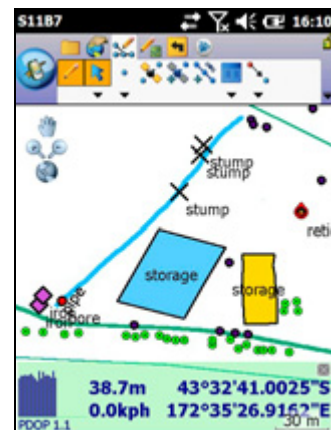 S11B7 16:10
stump
stump
stump
storage
storage
38.7m 43°32'41.0025"S
0.0kph 172°35'26.9162"E
PDOP 1.1 30 m